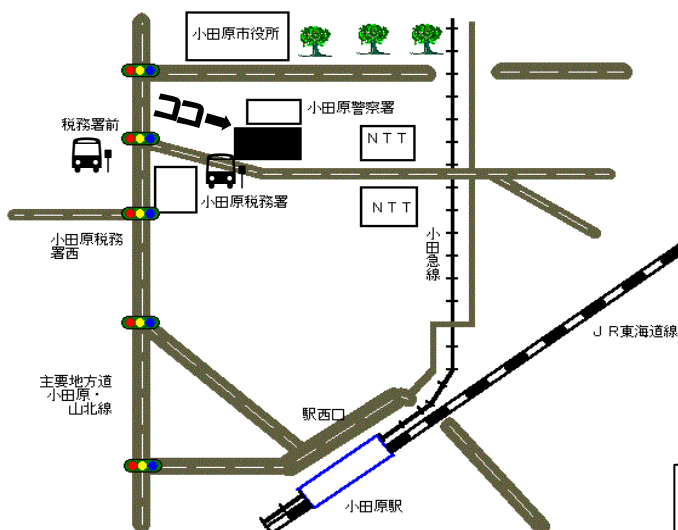 小田原市役所
ココ
小田原警察署
税務署前
ＮＴＴ
小田原税務署
ＮＴＴ
小田原税務
署西
小田急線
ＪＲ東海道線
主要地方道
小田原・
山北線
駅西口
小田原駅